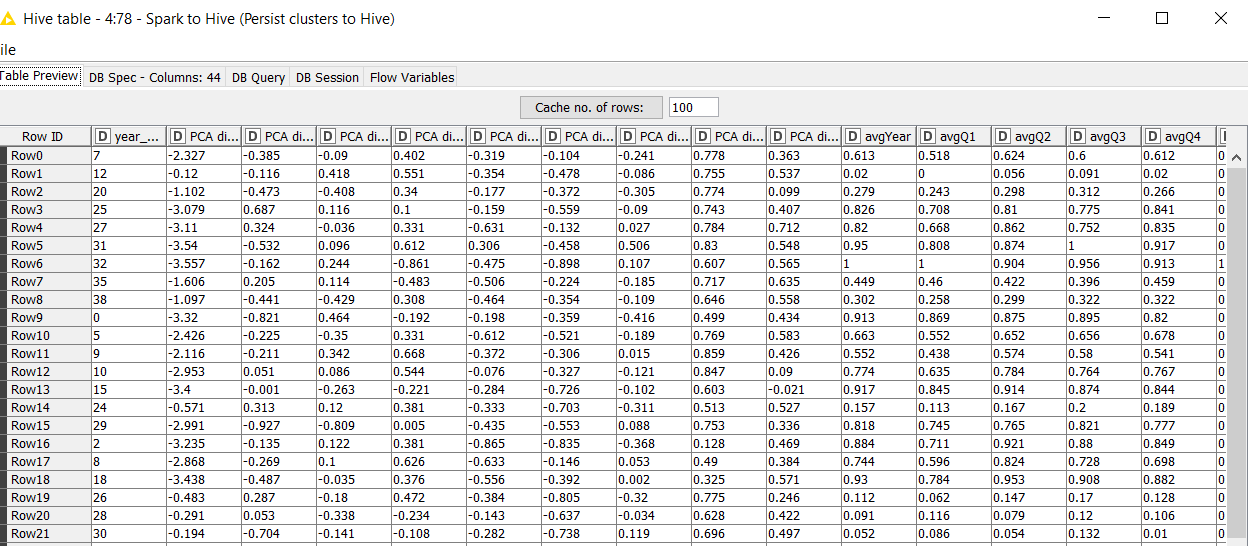 Hive table - 4:78 - Spark to Hive (Persist clusters to Hive)
ile
Table Preview DB Spec - Columns: 44 DB Query DB Session Flow Variables
Cache no. of rows: 100
Row ID D year_... D PCA di... D PCA di... D PCA di... D PCA di... D PCA di... D PCA di... D PCA di... D PCA di... D PCA di... D avgYear D avgQ1 D avgQ2 D avgQ3 D avgQ4
Row0 7 -2.327 -0.385 -0.09 0.402 -0.319 -0.104 -0.241 0.778 0.363 0.613 0.518 0.624 0.6 0.612 0
Row1 12 -0.12 -0.116 0.418 0.551 -0.354 -0.478 -0.086 0.755 0.537 0.02 0 0.056 0.091 0.02 0
Row2 20 -1.102 -0.473 -0.408 0.34 -0.177 -0.372 -0.305 0.774 0.099 0.279 0.243 0.298 0.312 0.266 0
Row3 25 -3.079 0.687 0.116 0.1 -0.159 -0.559 -0.09 0.743 0.407 0.826 0.708 0.81 0.775 0.841 0
Row4 27 -3.11 0.324 -0.036 0.331 -0.631 -0.132 0.027 0.784 0.712 0.82 0.668 0.862 0.752 0.835 0
Row5 31 -3.54 -0.532 0.096 0.612 0.306 -0.458 0.506 0.83 0.548 0.95 0.808 0.874 1 0.917 0
Row6 32 -3.557 -0.162 0.244 -0.861 -0.475 -0.898 0.107 0.607 0.565 1 1 0.904 0.956 0.913 1
Row7 35 -1.606 0.205 0.114 -0.483 -0.506 -0.224 -0.185 0.717 0.635 0.449 0.46 0.422 0.396 0.459 0
Row8 38 -1.097 -0.441 -0.429 0.308 -0.464 -0.354 -0.109 0.646 0.558 0.302 0.258 0.299 0.322 0.322 0
Row9 0 -3.32 -0.821 0.464 -0.192 -0.198 -0.359 -0.416 0.499 0.434 0.913 0.869 0.875 0.895 0.82 0
Row10 5 -2.426 -0.225 -0.35 0.331 -0.612 -0.521 -0.189 0.769 0.583 0.663 0.552 0.652 0.656 0.678 0
Row11 9 -2.116 -0.211 0.342 0.668 -0.372 -0.306 0.015 0.859 0.426 0.552 0.438 0.574 0.58 0.541 0
Row12 10 -2.953 0.051 0.086 0.544 -0.076 -0.327 -0.121 0.847 0.09 0.774 0.635 0.784 0.764 0.767 0
Row13 15 -3.4 -0.001 -0.263 -0.221 -0.284 -0.726 -0.102 0.603 -0.021 0.917 0.845 0.914 0.874 0.844 0
Row14 24 -0.571 0.313 0.12 0.381 -0.333 -0.703 -0.311 0.513 0.527 0.157 0.113 0.167 0.2 0.189 0
Row15 29 -2.991 -0.927 -0.809 0.005 -0.435 -0.553 0.088 0.753 0.336 0.818 0.745 0.765 0.821 0.777 0
Row16 2 -3.235 -0.135 0.122 0.381 -0.865 -0.835 -0.368 0.128 0.469 0.884 0.711 0.921 0.88 0.849 0
Row17 8 -2.868 -0.269 0.1 0.626 -0.633 -0.146 0.053 0.49 0.384 0.744 0.596 0.824 0.728 0.698 0
Row18 18 -3.438 -0.487 -0.035 0.376 -0.556 -0.392 0.002 0.325 0.571 0.93 0.784 0.953 0.908 0.882 0
Row19 26 -0.483 0.287 -0.18 0.472 -0.384 -0.805 -0.32 0.775 0.246 0.112 0.062 0.147 0.17 0.128 0
Row20 28 -0.291 0.053 -0.338 -0.234 -0.143 -0.637 -0.034 0.628 0.422 0.091 0.116 0.079 0.12 0.106 0
Row21 30 -0.194 -0.704 -0.141 -0.108 -0.282 -0.738 0.119 0.696 0.497 0.052 0.086 0.054 0.132 0.01 0